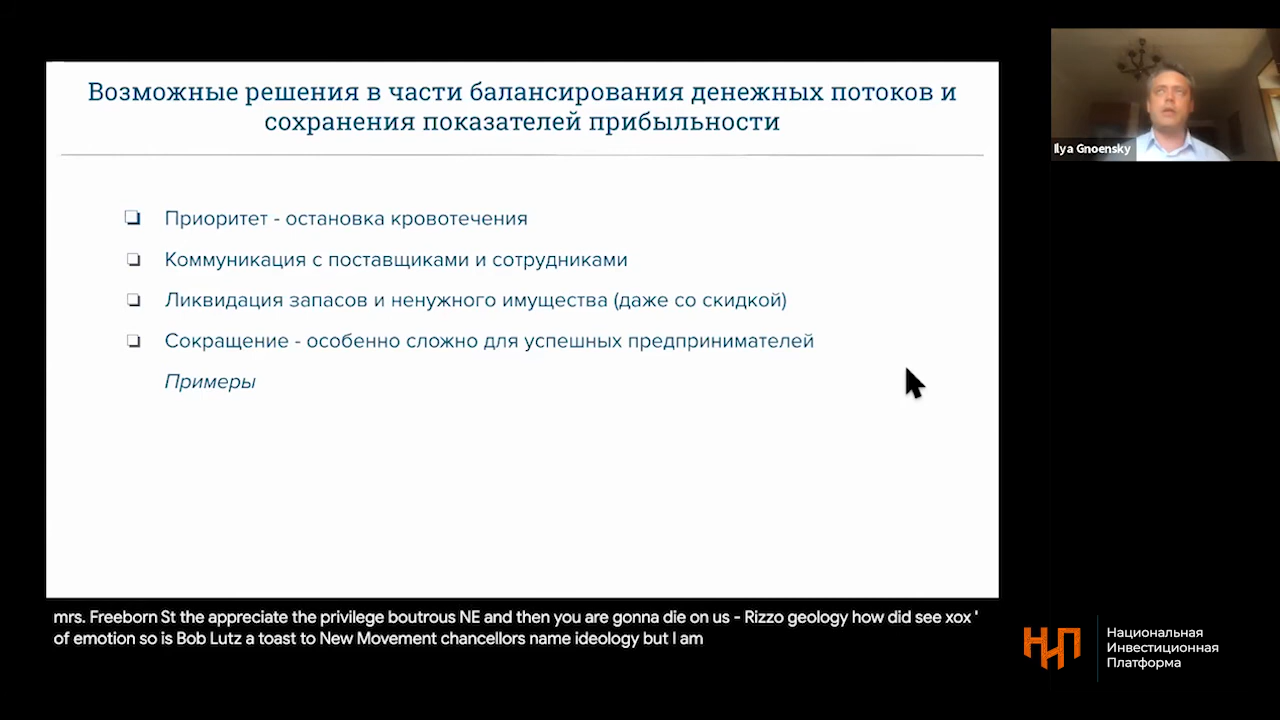 Возможные решения в части балансирования денежных потоков и
сохранения показателей прибыльности
Приоритет - остановка кровотечения
Коммуникация с поставщиками и сотрудниками
Ликвидация запасов и ненужного имущества (даже со скидкой)
Сокращение - особенно сложно для успешных предпринимателей
Примеры
Ilya Gnoensky
mrs. Freeborn St the appreciate the privilege boutrous NE and then you are gonna die on us - Rizzo geology how did see xox '
of emotion so is Bob Lutz a toast to New Movement chancellors name ideology but I am
НИП
Национальная
Инвестиционная
Платформа